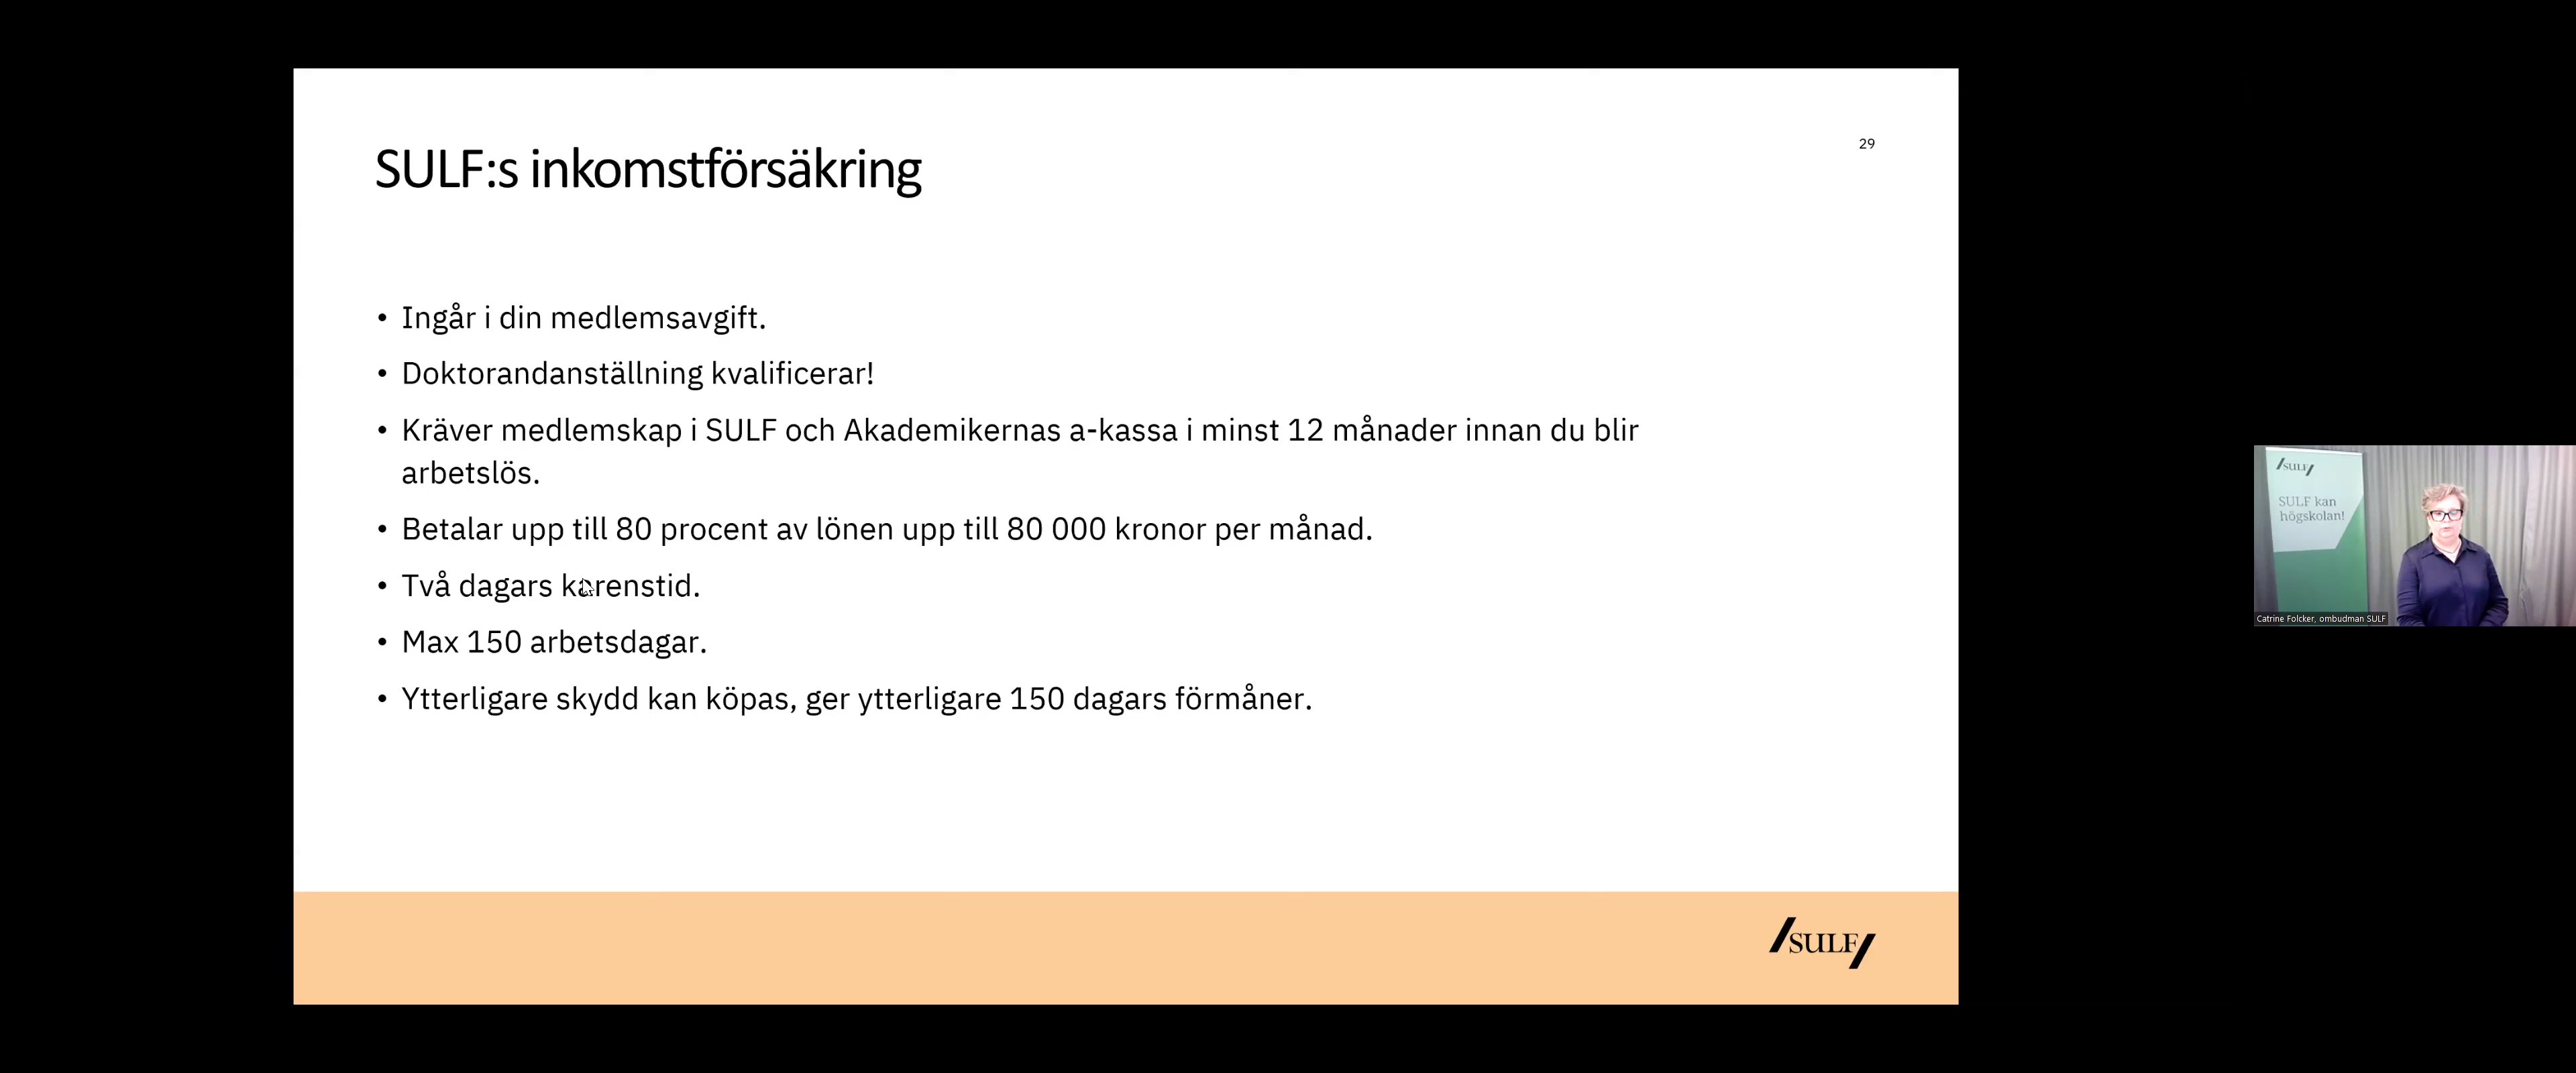 SULF:s inkomstförsäkring
29
• Ingår i din medlemsavgift.
• Doktorandanställning kvalificerar!
• Kräver medlemskap i SULF och Akademikernas a-kassa i minst 12 månader innan du blir
arbetslös.
• Betalar upp till 80 procent av lönen upp till 80 000 kronor per månad.
• Två dagars karenstid.
• Max 150 arbetsdagar.
• Ytterligare skydd kan köpas, ger ytterligare 150 dagars förmåner.
/SULF/
/SULF/
SULF kan
högskolan!
Catrine Folcker, ombudman SULF